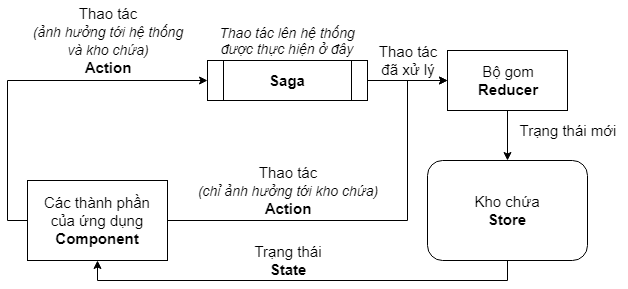 Thao tác
(ảnh hưởng tới hệ thống
và kho chứa)
Action
Thao tác lên hệ thống
được thực hiện ở đây
Saga
Thao tác
đã xử lý
Bộ gom
Reducer
Trạng thái mới
Kho chứa
Store
Thao tác
(chỉ ảnh hưởng tới kho chứa)
Action
Các thành phần
của ứng dụng
Component
Trạng thái
State